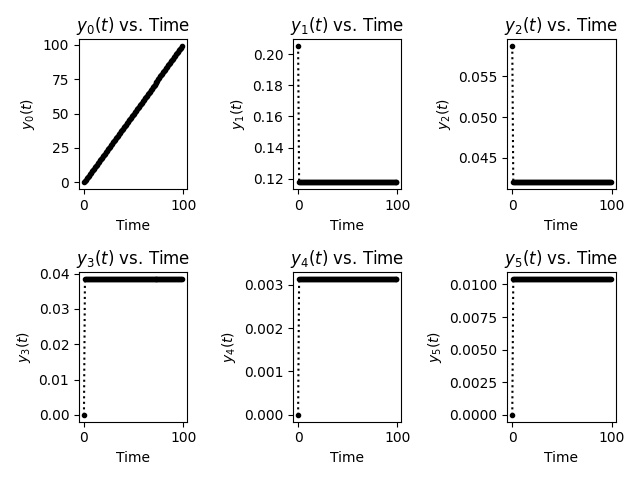 y₀(t) vs. Time
y₁(t) vs. Time
y₂(t) vs. Time
100
75
50
25
0
y₀(t)
0
100
Time
0.20
0.18
0.16
0.14
0.12
y₁(t)
0
100
Time
0.055
0.050
0.045
y₂(t)
0
100
Time
y₃(t) vs. Time
y₄(t) vs. Time
y₅(t) vs. Time
0.04
0.03
0.02
0.01
0.00
y₃(t)
0
100
Time
0.003
0.002
0.001
0.000
y₄(t)
0
100
Time
0.0100
0.0075
0.0050
0.0025
0.0000
y₅(t)
0
100
Time